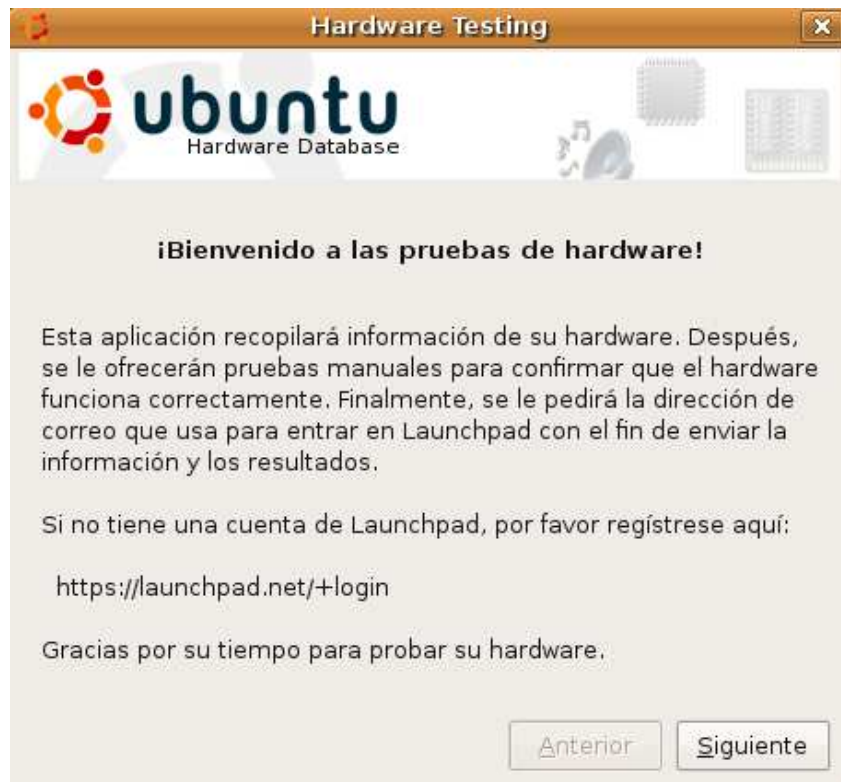 Hardware Testing
ubuntu
Hardware Database
¡Bienvenido a las pruebas de hardware!
Esta aplicación recopilará información de su hardware. Después,
se le ofrecerán pruebas manuales para confirmar que el hardware
funciona correctamente. Finalmente, se le pedirá la dirección de
correo que usa para entrar en Launchpad con el fin de enviar la
información y los resultados.
Si no tiene una cuenta de Launchpad, por favor regístrese aquí:
https://launchpad.net/+login
Gracias por su tiempo para probar su hardware.
Anterior
Siguiente